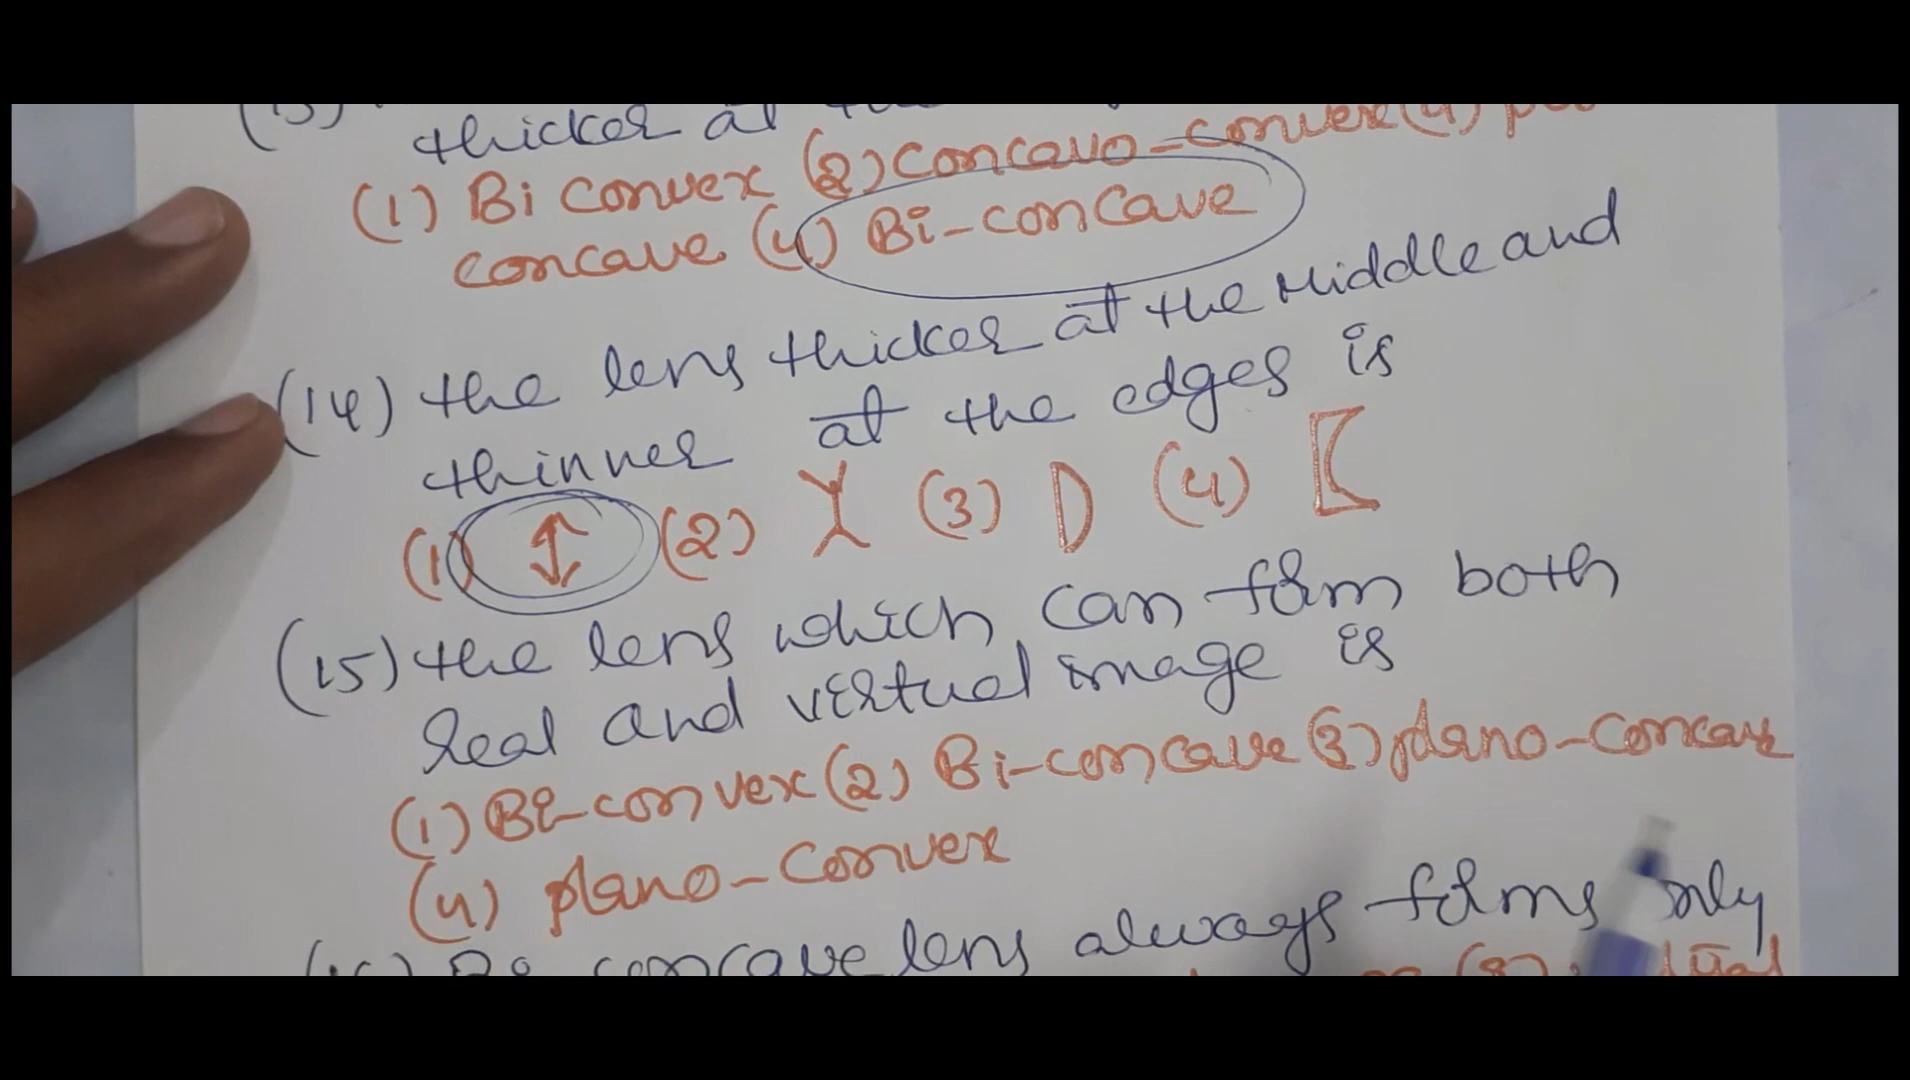 (13)
thicker at the
(1) Bi convex (2) concavo-convex (4)
concave (4) Bi-concave
(14) the lens thicker at the middle and
thinner at the edges is
(1) ↕ (2) (3) D (4)
(15) the lens which can form both
real and virtual image is
(1) Bi-convex (2) Bi-concave (3) plano-concave
(4) plano-convex
concave lens always forms only